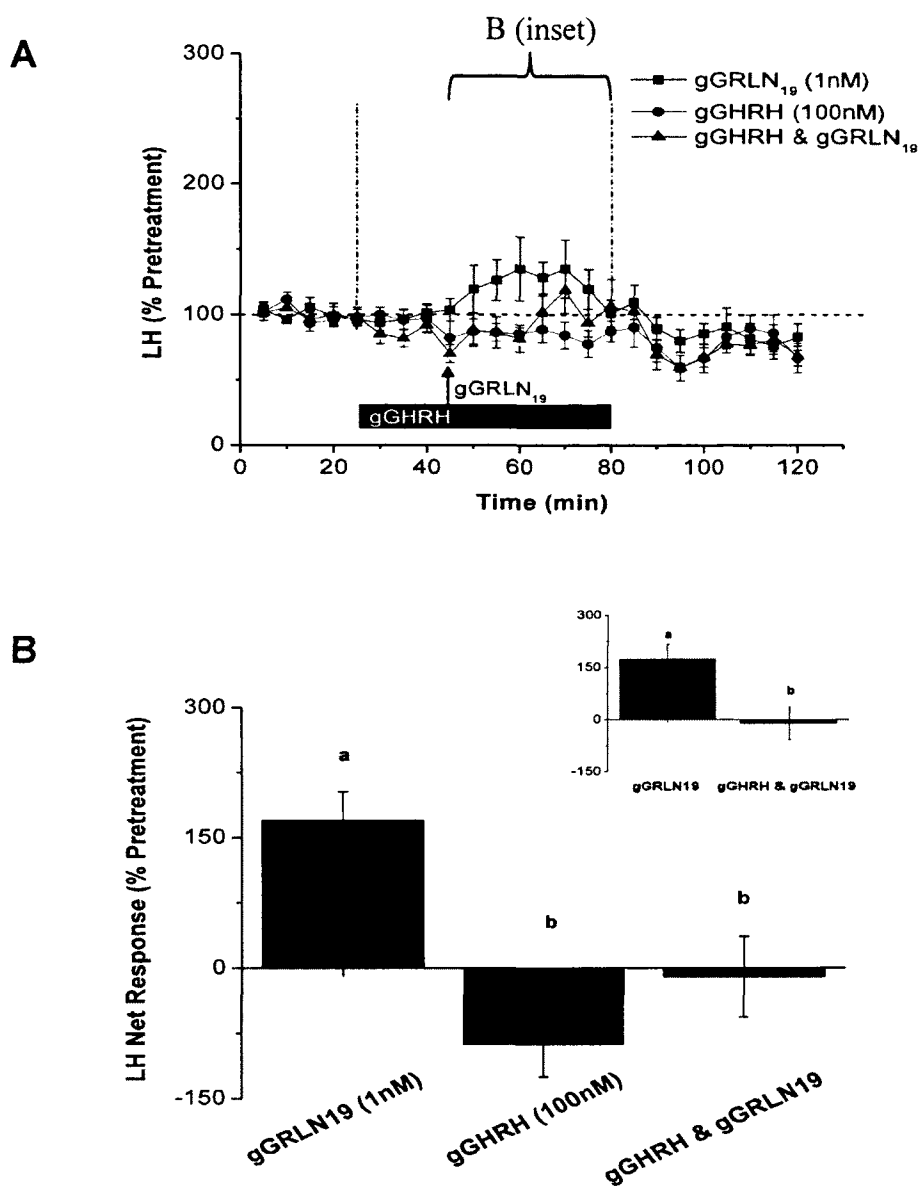 A
B (inset)
300
200
100
0
LH (% Pretreatment)
gGRLN₁₉ (1nM)
gGHRH (100nM)
gGHRH & gGRLN₁₉
gGRLN₁₉
gGHRH
0 20 40 60 80 100 120
Time (min)
B
300
150
0
-150
a
b
gGRLN19
gGHRH & gGRLN19
LH Net Response (% Pretreatment)
300
150
0
-150
a
b
b
gGRLN19 (1nM)
gGHRH (100nM)
gGHRH & gGRLN19